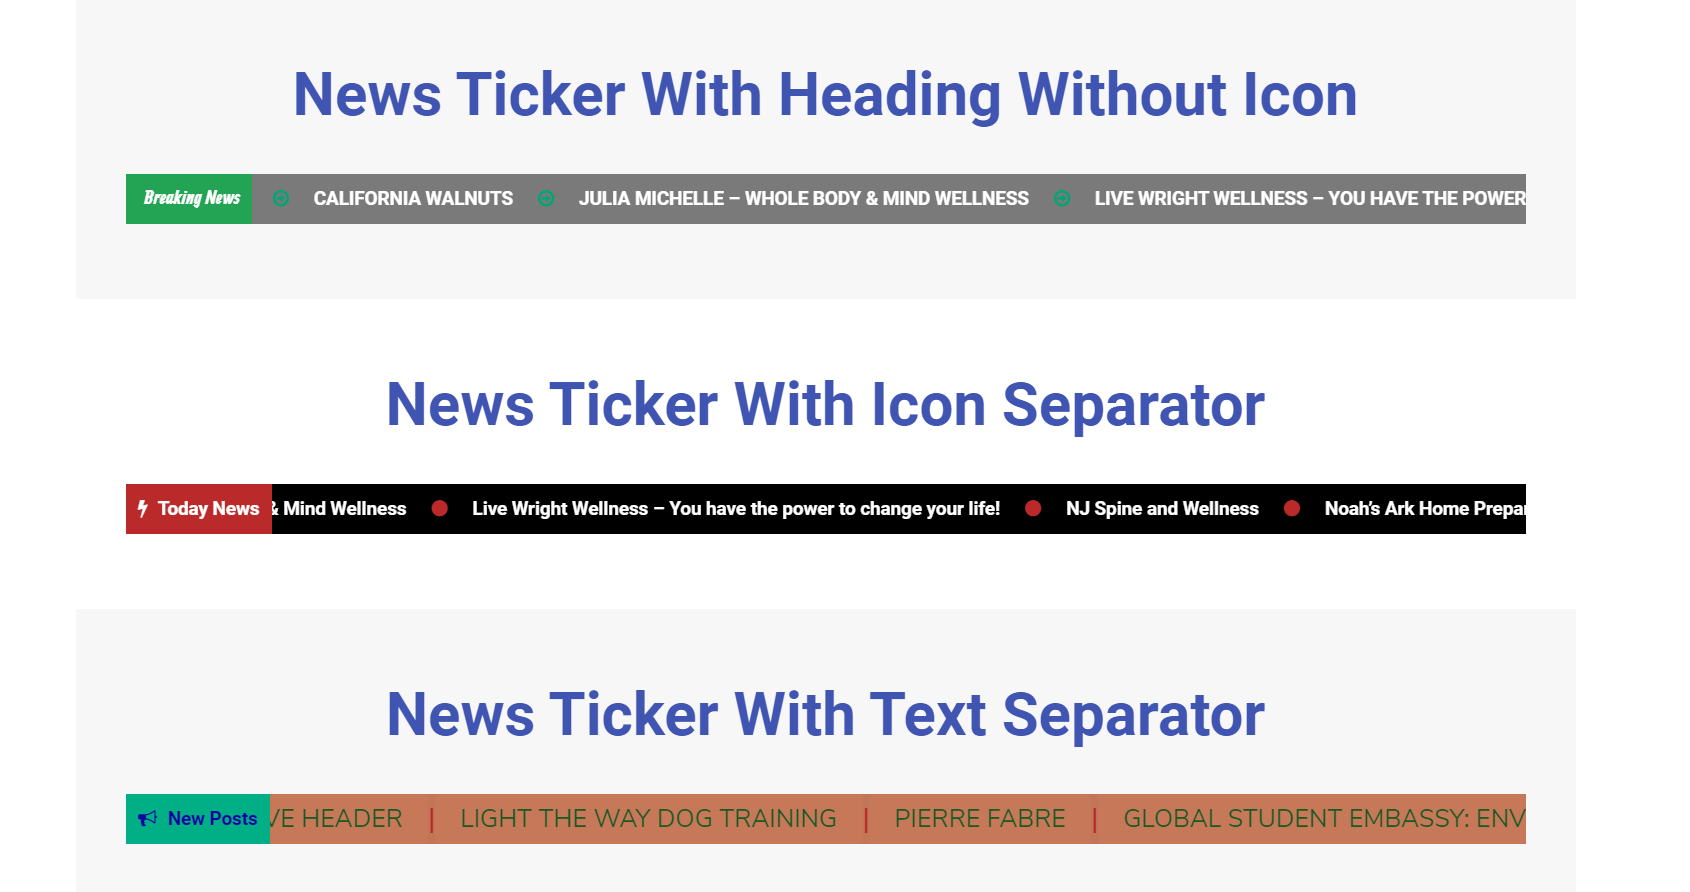 News Ticker With Heading Without Icon
Breaking News CALIFORNIA WALNUTS JULIA MICHELLE – WHOLE BODY & MIND WELLNESS LIVE WRIGHT WELLNESS – YOU HAVE THE POWER
News Ticker With Icon Separator
Today News & Mind Wellness Live Wright Wellness – You have the power to change your life! NJ Spine and Wellness Noah's Ark Home Prepar
News Ticker With Text Separator
New Posts VE HEADER | LIGHT THE WAY DOG TRAINING | PIERRE FABRE | GLOBAL STUDENT EMBASSY: ENV